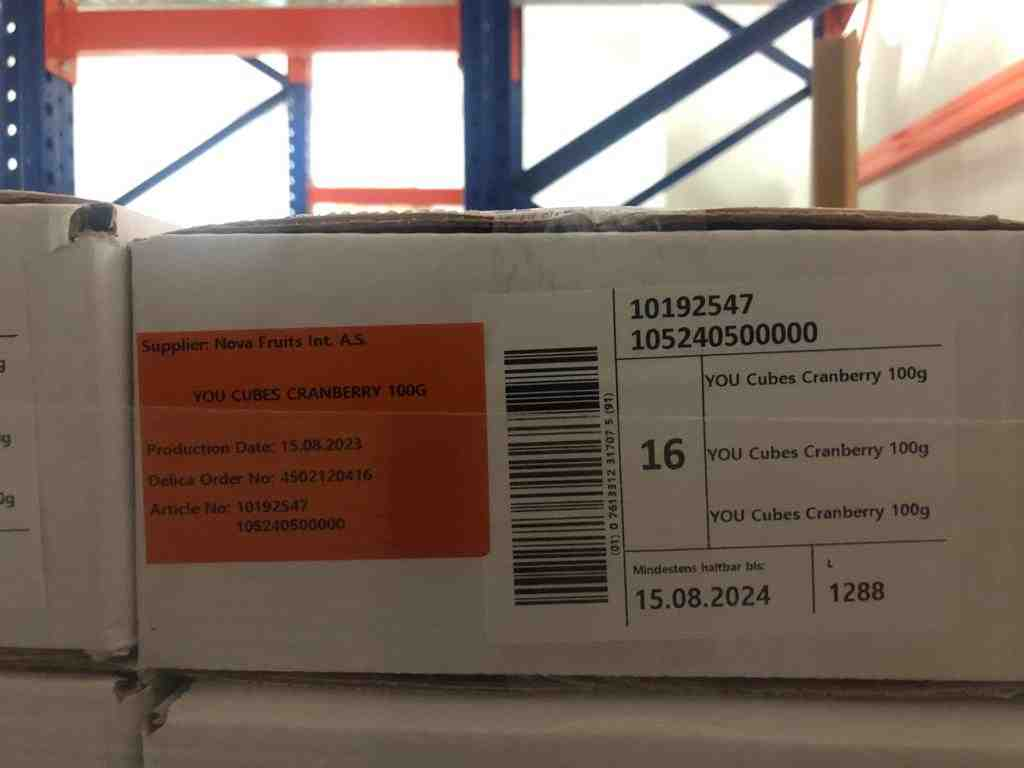 Supplier: Nova Fruits Int. A.S.
YOU CUBES CRANBERRY 100G
Production Date: 15.08.2023
Delica Order No: 4502120416
Article No: 10192547
105240500000
(01) 0 7613312 31707 5 (91)
10192547
105240500000
16
YOU Cubes Cranberry 100g
YOU Cubes Cranberry 100g
YOU Cubes Cranberry 100g
Mindestens haltbar bis:
15.08.2024
L
1288